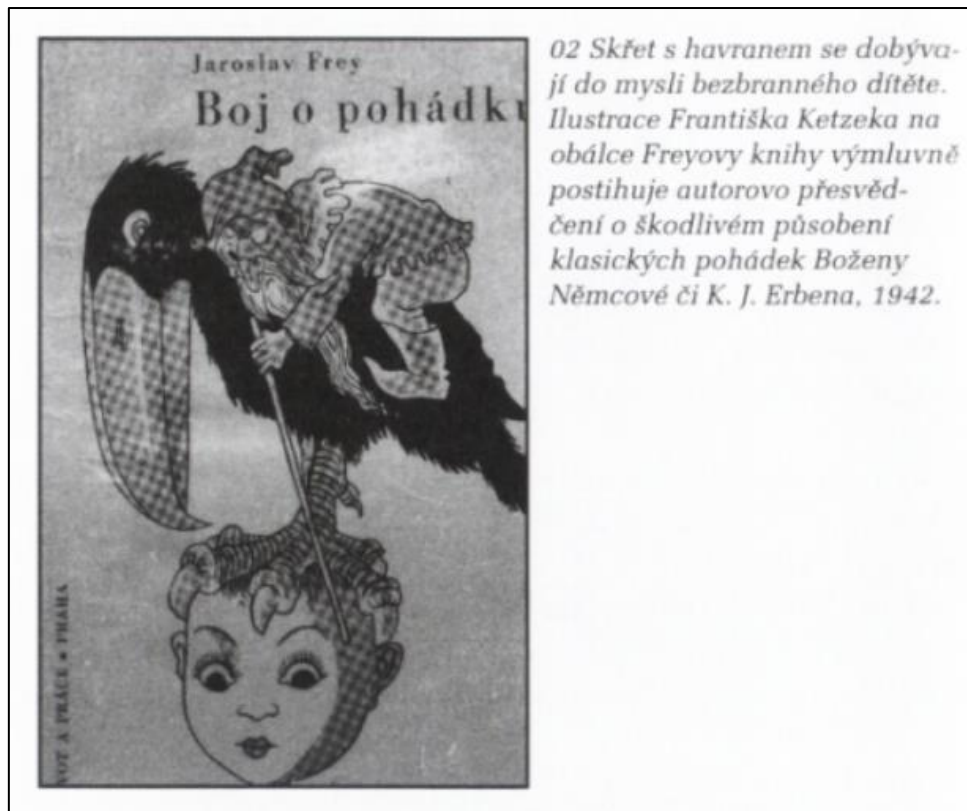 Jaroslav Frey
Boj o pohádku
VOT A PRÁCE • PRAHA
02 Skřet s havranem se dobýva-
jí do mysli bezbranného dítěte.
Ilustrace Františka Ketzeka na
obálce Freyovy knihy výmluvně
postihuje autorovo přesvěd-
čení o škodlivém působení
klasických pohádek Boženy
Němcové či K. J. Erbena, 1942.